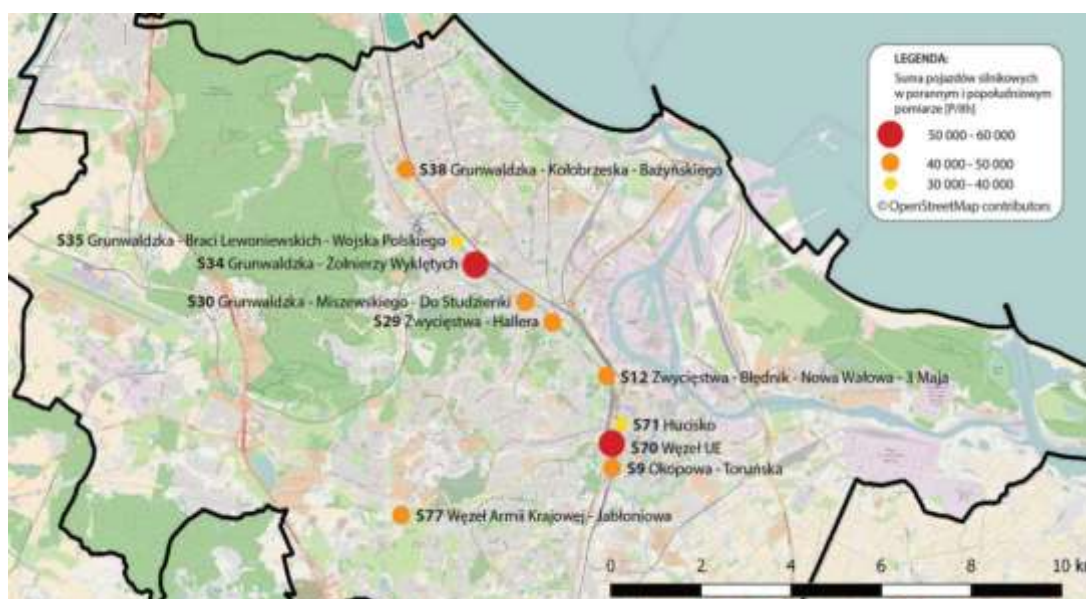 LEGENDA:
Suma pojazdów silnikowych
w porannym i popołudniowym
pomiarze [P/8h]
50 000 - 60 000
40 000 - 50 000
30 000 - 40 000
©OpenStreetMap contributors
S38 Grunwaldzka - Kołobrzeska - Bażyńskiego
S35 Grunwaldzka - Braci Lewoniewskich - Wojska Polskiego
S34 Grunwaldzka - Żołnierzy Wyklętych
S30 Grunwaldzka - Miszewskiego - Do Studzienki
S29 Zwycięstwa - Hallera
S12 Zwycięstwa - Błędnik - Nowa Wałowa - 3 Maja
S71 Hucisko
S70 Węzeł UE
S9 Okopowa - Toruńska
S77 Węzeł Armii Krajowej - Jabłoniowa
0 2 4 6 8 10 km